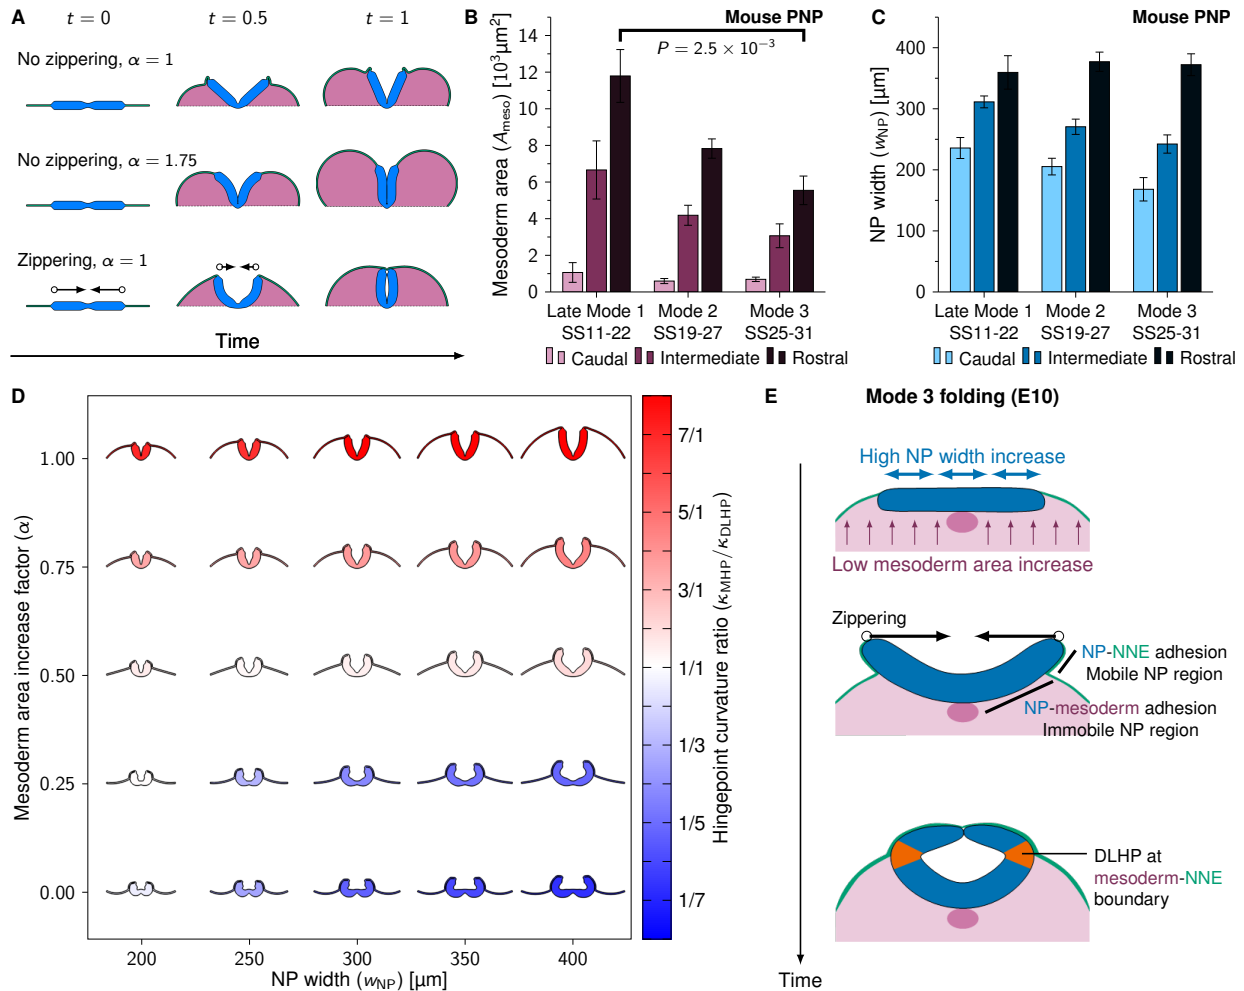 A
t = 0
t = 0.5
t = 1
No zippering, α = 1
No zippering, α = 1.75
Zippering, α = 1
Time
B
Mouse PNP
P = 2.5 × 10⁻³
Mesoderm area (A_meso) [10³µm²]
14
12
10
8
6
4
2
0
Late Mode 1
SS11-22
Mode 2
SS19-27
Mode 3
SS25-31
Caudal
Intermediate
Rostral
C
Mouse PNP
NP width (w_NP) [µm]
400
300
200
100
0
Late Mode 1
SS11-22
Mode 2
SS19-27
Mode 3
SS25-31
Caudal
Intermediate
Rostral
D
Mesoderm area increase factor (α)
1.00
0.75
0.50
0.25
0.00
200
250
300
350
400
NP width (w_NP) [µm]
7/1
5/1
3/1
1/1
1/3
1/5
1/7
Hingepoint curvature ratio (κ_MHP/κ_DLHP)
E
Mode 3 folding (E10)
High NP width increase
Low mesoderm area increase
Zippering
NP-NNE adhesion
Mobile NP region
NP-mesoderm adhesion
Immobile NP region
DLHP at
mesoderm-NNE
boundary
Time